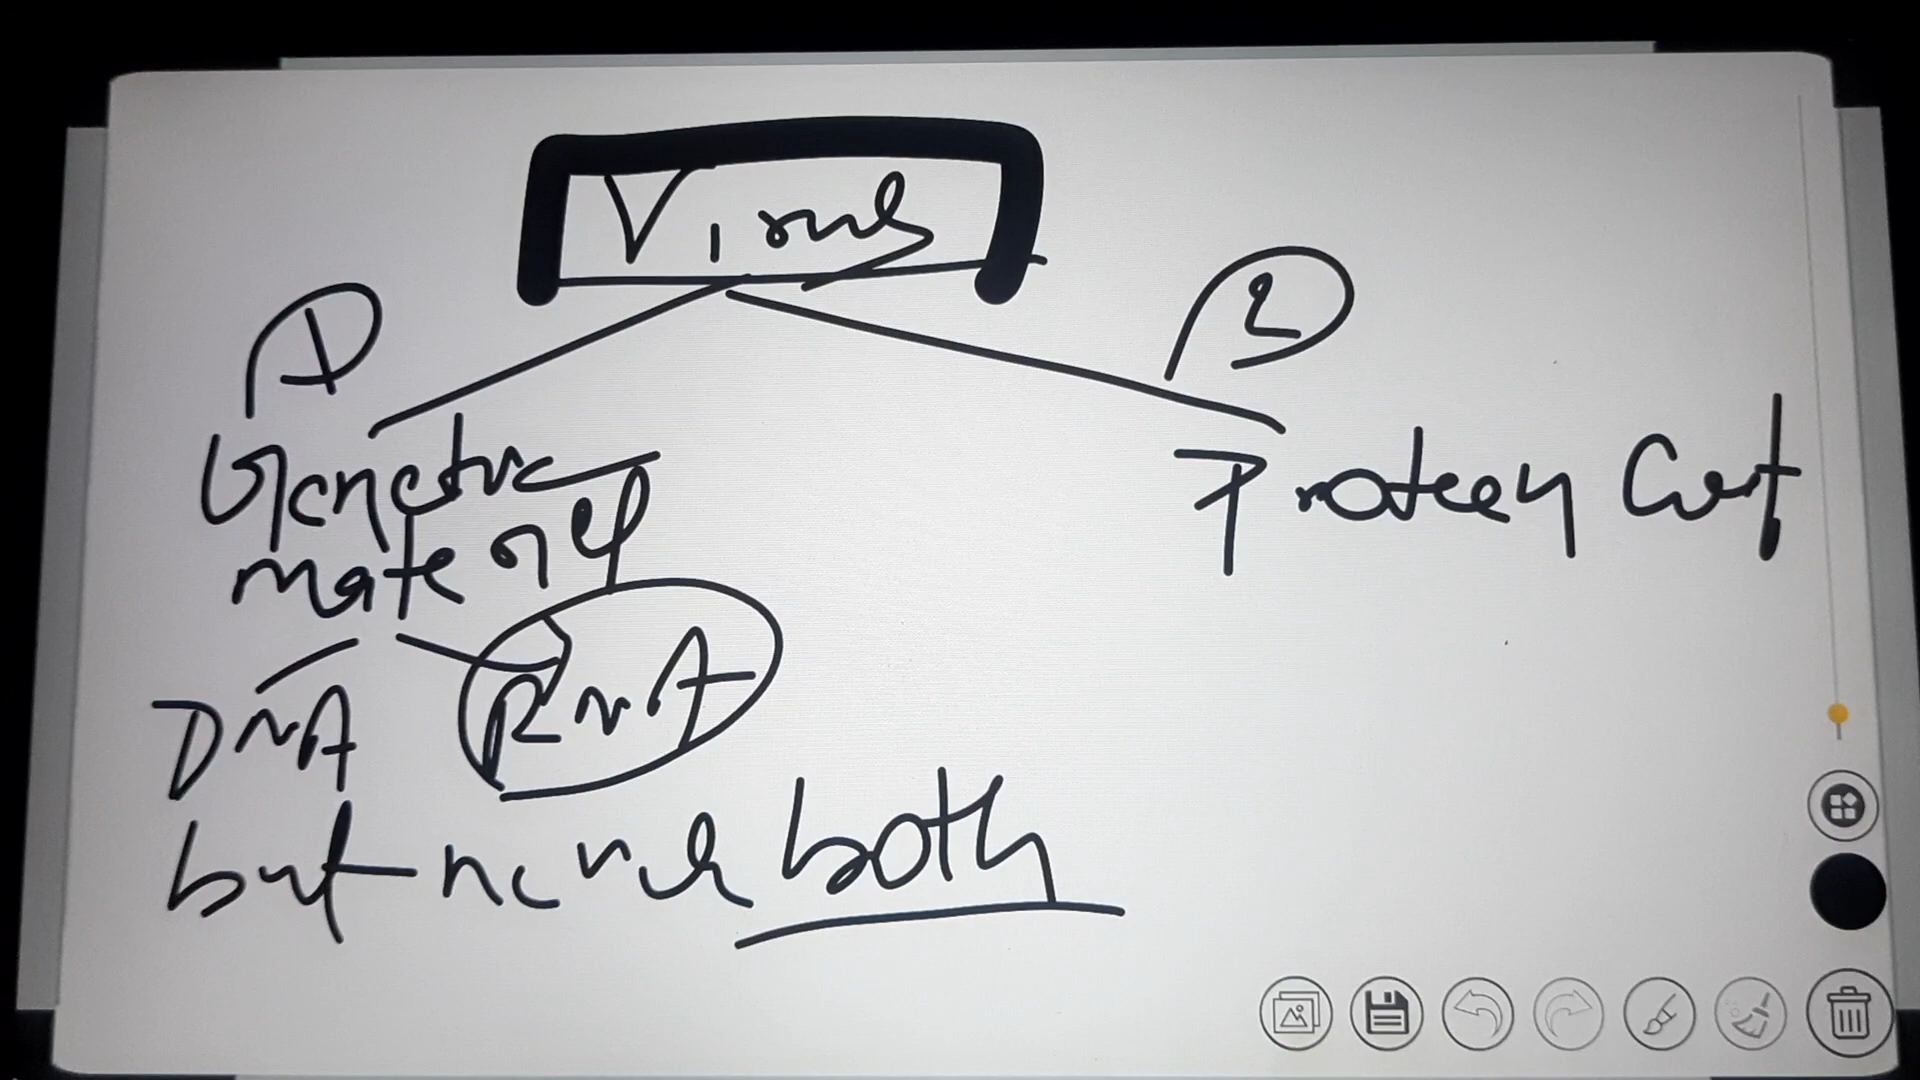 Virus
1
2
Genetic
material
Protein Coat
DNA RNA
but never both